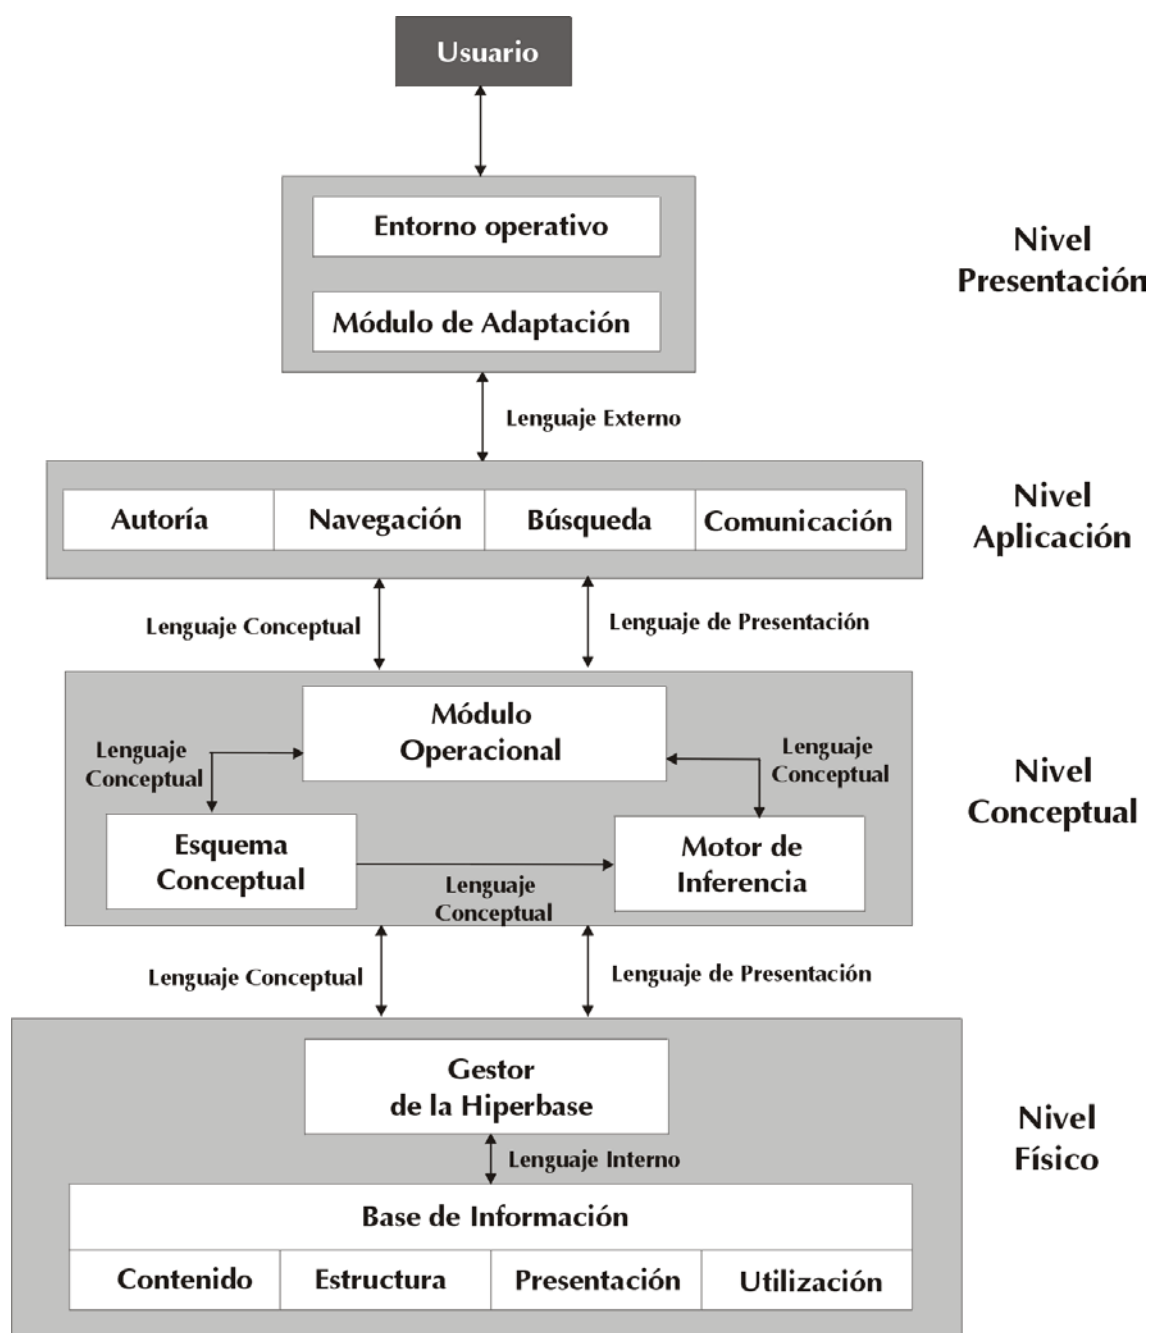 Usuario
Entorno operativo
Módulo de Adaptación
Nivel
Presentación
Lenguaje Externo
Autoría
Navegación
Búsqueda
Comunicación
Nivel
Aplicación
Lenguaje Conceptual
Lenguaje de Presentación
Módulo
Operacional
Lenguaje
Conceptual
Lenguaje
Conceptual
Esquema
Conceptual
Motor de
Inferencia
Lenguaje
Conceptual
Nivel
Conceptual
Lenguaje Conceptual
Lenguaje de Presentación
Gestor
de la Hiperbase
Lenguaje Interno
Base de Información
Contenido
Estructura
Presentación
Utilización
Nivel
Físico